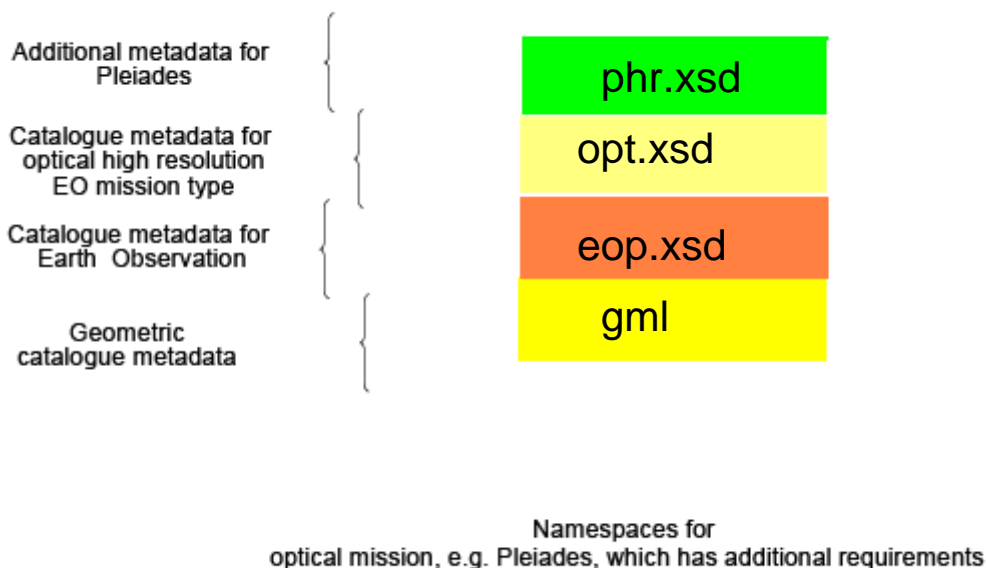 Additional metadata for
Pleiades
phr.xsd
Catalogue metadata for
optical high resolution
EO mission type
opt.xsd
Catalogue metadata for
Earth Observation
eop.xsd
Geometric
catalogue metadata
gml
Namespaces for
optical mission, e.g. Pleiades, which has additional requirements